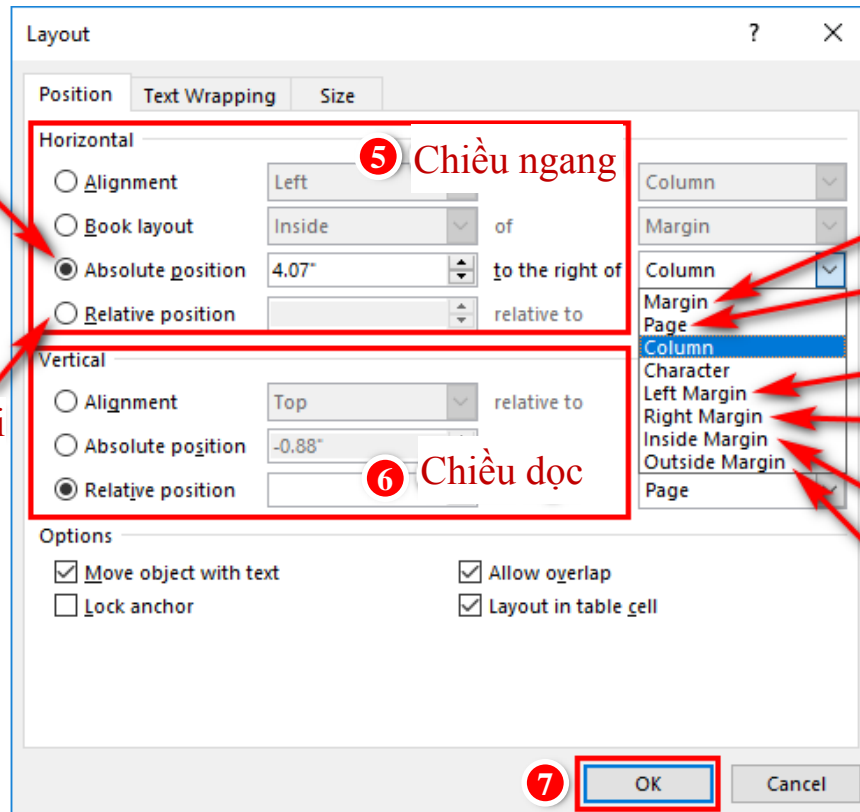 Layout ?
Position Text Wrapping Size
Horizontal
5 Chiều ngang
Alignment Left Column
Book layout Inside of Margin
Absolute position 4.07" to the right of Column
Relative position relative to
Margin
Page
Column
Character
Left Margin
Right Margin
Inside Margin
Outside Margin
Vertical
Alignment Top relative to
i
Absolute position -0.88"
6 Chiều dọc
Relative position Page
Options
Move object with text Allow overlap
Lock anchor Layout in table cell
7 OK Cancel